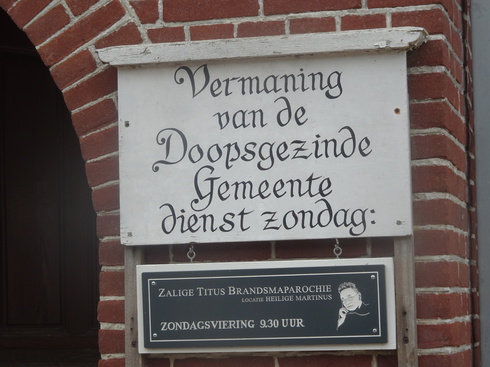 Vermaning
van de
Doopsgezinde
Gemeente
dienst zondag:
ZALIGE TITUS BRANDSMAPAROCHIE
LOCATIE HEILIGE MARTINUS
ZONDAGSVIERING 9.30 UUR